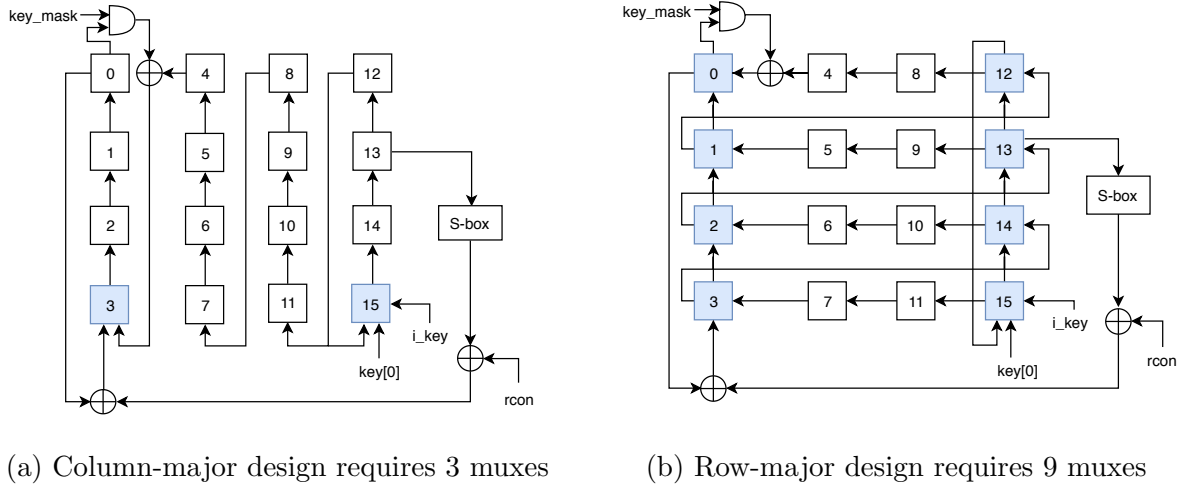 key_mask
0
4
8
12
1
5
9
13
2
6
10
14
S-box
3
7
11
15
i_key
key[0]
rcon
(a) Column-major design requires 3 muxes
key_mask
0
4
8
12
1
5
9
13
S-box
2
6
10
14
3
7
11
15
i_key
key[0]
rcon
(b) Row-major design requires 9 muxes